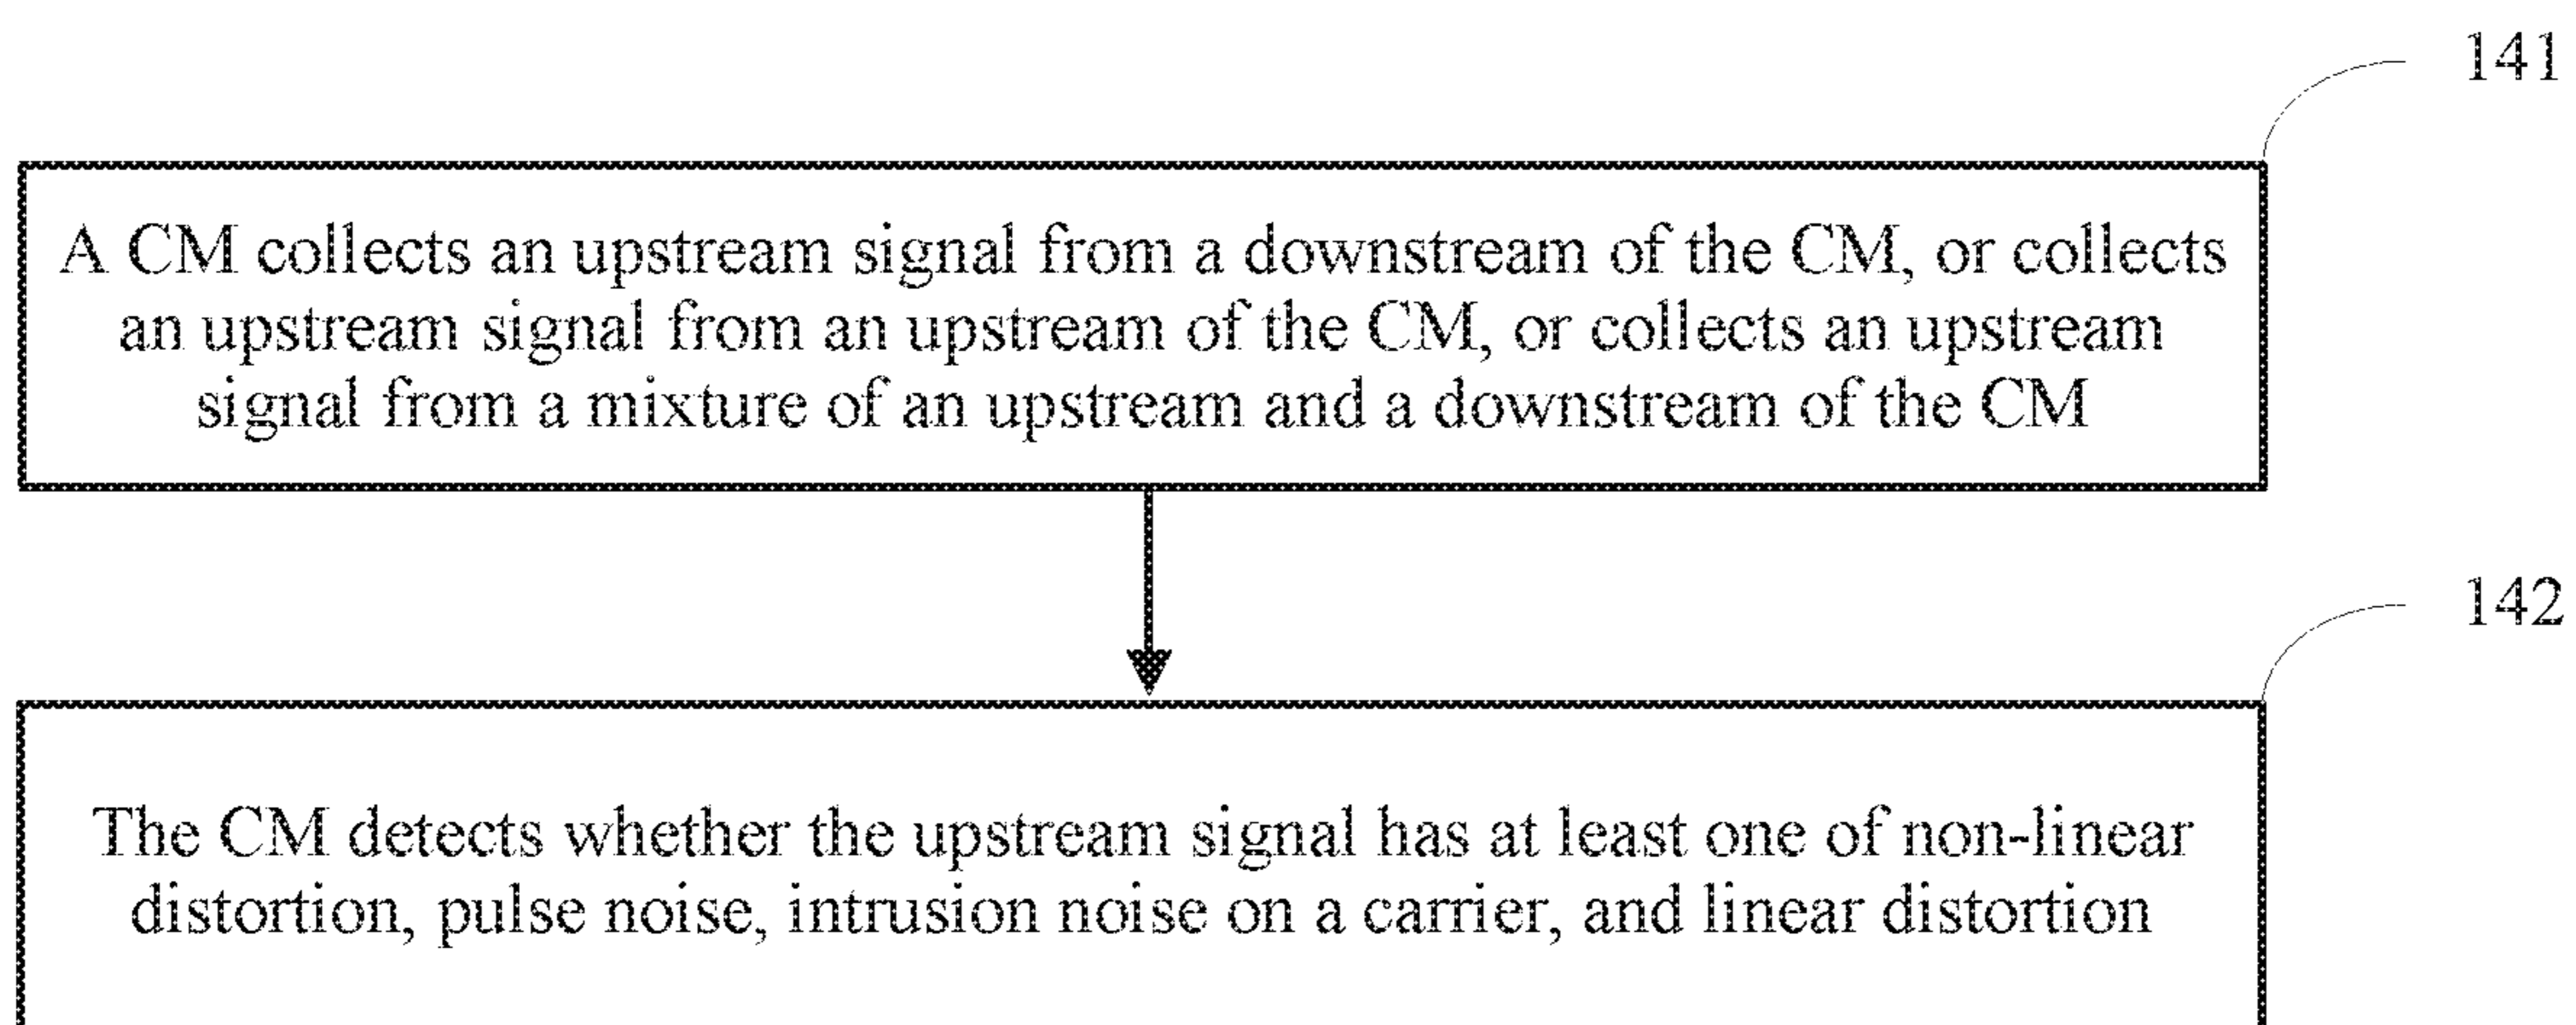 141
A CM collects an upstream signal from a downstream of the CM, or collects
an upstream signal from an upstream of the CM, or collects an upstream
signal from a mixture of an upstream and a downstream of the CM
142
The CM detects whether the upstream signal has at least one of non-linear
distortion, pulse noise, intrusion noise on a carrier, and linear distortion